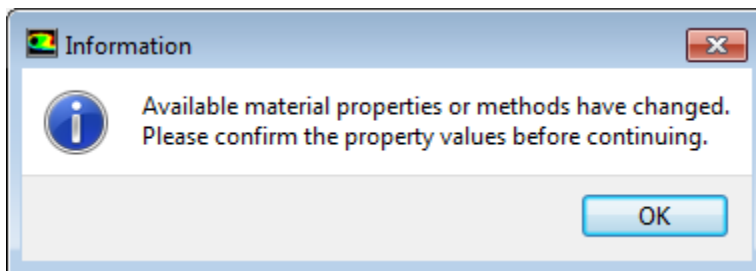 Information
Available material properties or methods have changed.
Please confirm the property values before continuing.
OK